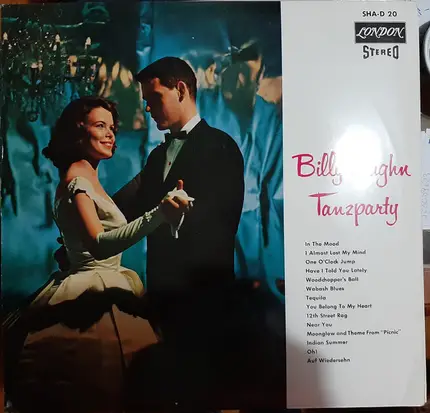 SHA-D 20
LONDON
STEREO
Billy
Tanzparty
In The Mood
I Almost Lost My Mind
One O'Clock Jump
Have I Told You Lately
Woodchopper's Ball
Wabash Blues
Tequila
You Belong To My Heart
12th Street Rag
Near You
Moonglow and Theme From "Picnic"
Indian Summer
Oh!
Auf Wiedersehn